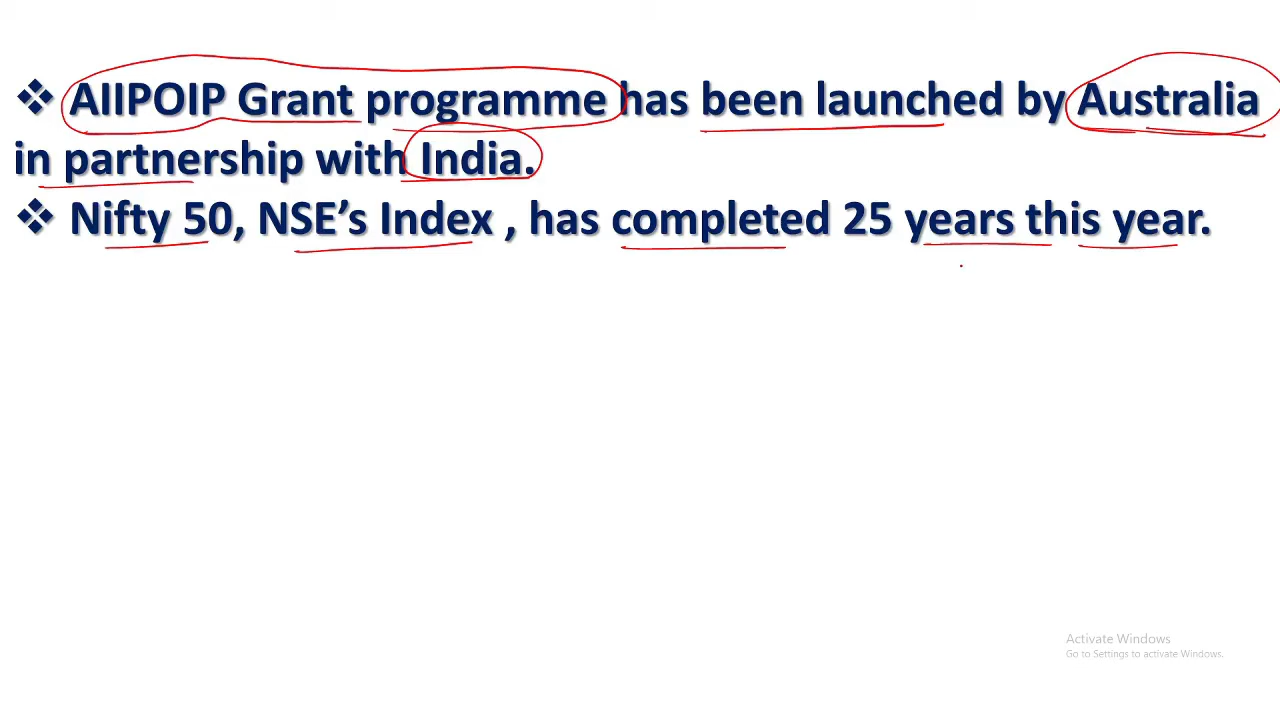 ❖ AIIPOIP Grant programme has been launched by Australia
in partnership with India.
❖ Nifty 50, NSE’s Index , has completed 25 years this year.
Activate Windows
Go to Settings to activate Windows.